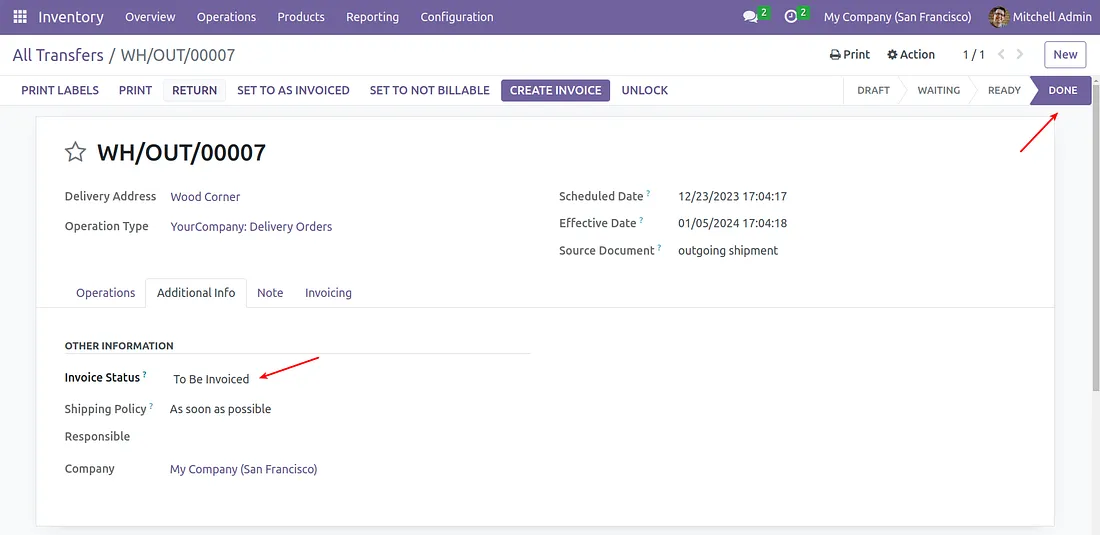 Inventory Overview Operations Products Reporting Configuration 2 2 My Company (San Francisco) Mitchell Admin
All Transfers / WH/OUT/00007 Print Action 1 / 1 New
PRINT LABELS PRINT RETURN SET TO AS INVOICED SET TO NOT BILLABLE CREATE INVOICE UNLOCK DRAFT WAITING READY DONE
WH/OUT/00007
Delivery Address Wood Corner Scheduled Date ? 12/23/2023 17:04:17
Operation Type YourCompany: Delivery Orders Effective Date ? 01/05/2024 17:04:18
Source Document ? outgoing shipment
Operations Additional Info Note Invoicing
OTHER INFORMATION
Invoice Status ? To Be Invoiced
Shipping Policy ? As soon as possible
Responsible
Company My Company (San Francisco)